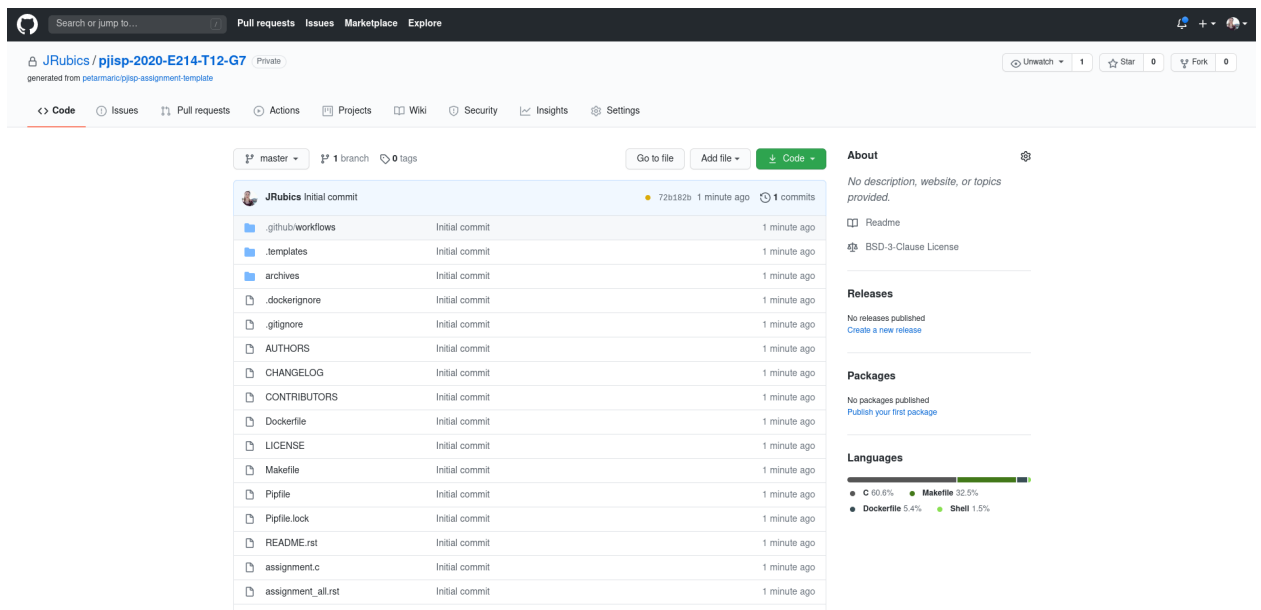 Search or jump to... /
Pull requests Issues Marketplace Explore
JRubics / pjisp-2020-E214-T12-G7 Private
Unwatch 1 Star 0 Fork 0
generated from petarmaric/pjisp-assignment-template
<> Code Issues Pull requests Actions Projects Wiki Security Insights Settings
master 1 branch 0 tags Go to file Add file Code
JRubics Initial commit 72b182b 1 minute ago 1 commits
.github/workflows Initial commit 1 minute ago
.templates Initial commit 1 minute ago
archives Initial commit 1 minute ago
.dockerignore Initial commit 1 minute ago
.gitignore Initial commit 1 minute ago
AUTHORS Initial commit 1 minute ago
CHANGELOG Initial commit 1 minute ago
CONTRIBUTORS Initial commit 1 minute ago
Dockerfile Initial commit 1 minute ago
LICENSE Initial commit 1 minute ago
Makefile Initial commit 1 minute ago
Pipfile Initial commit 1 minute ago
Pipfile.lock Initial commit 1 minute ago
README.rst Initial commit 1 minute ago
assignment.c Initial commit 1 minute ago
assignment_all.rst Initial commit 1 minute ago
About
No description, website, or topics
provided.
Readme
BSD-3-Clause License
Releases
No releases published
Create a new release
Packages
No packages published
Publish your first package
Languages
C 60.6% Makefile 32.5%
Dockerfile 5.4% Shell 1.5%